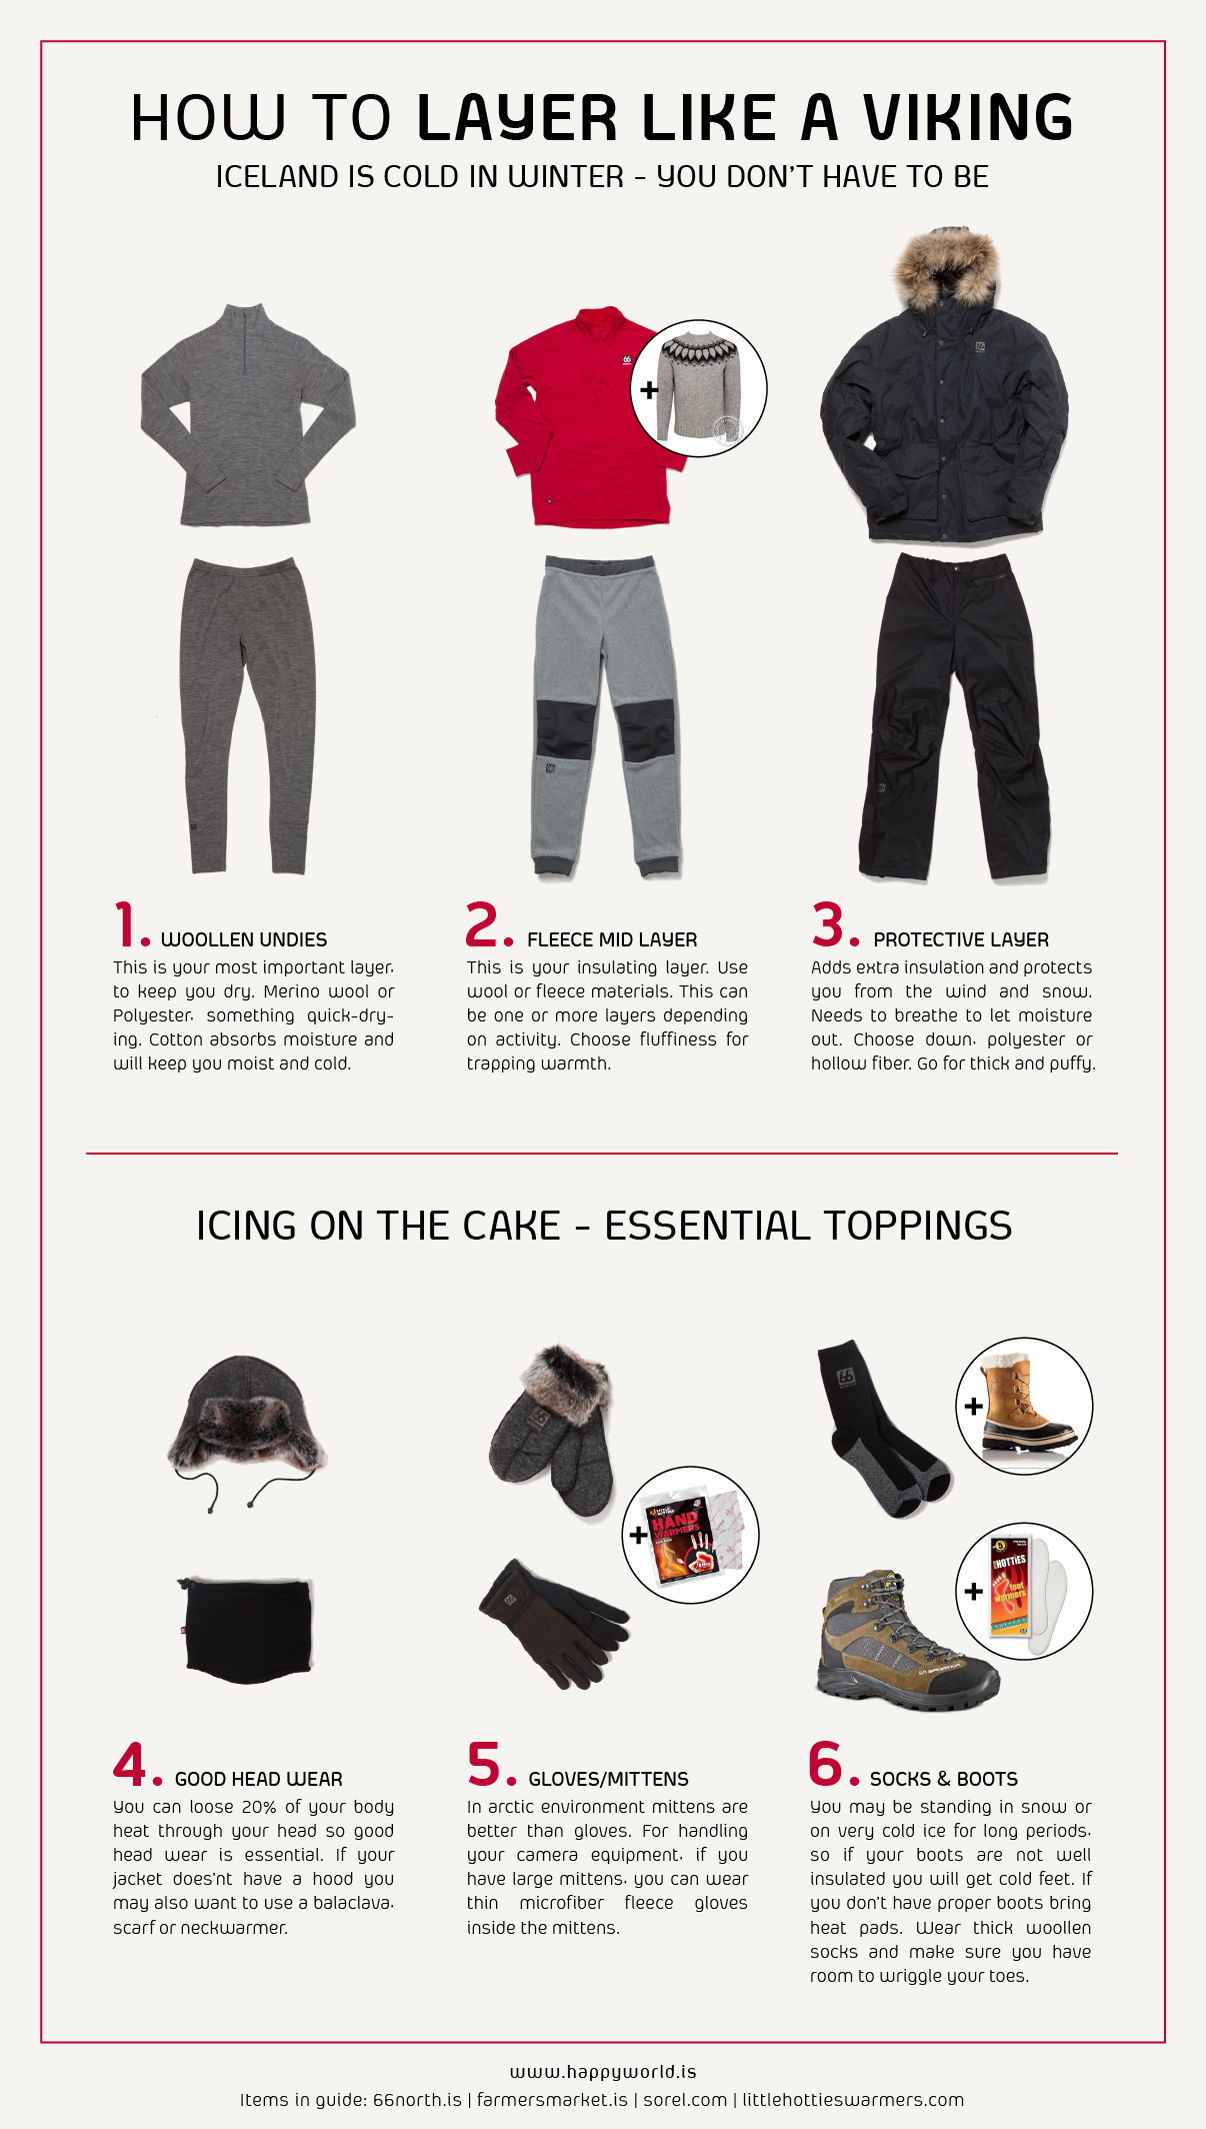 HOW TO LAYER LIKE A VIKING
ICELAND IS COLD IN WINTER - YOU DON'T HAVE TO BE
66
+
1. WOOLLEN UNDIES
This is your most important layer,
to keep you dry. Merino wool or
Polyester, something quick-dry-
ing. Cotton absorbs moisture and
will keep you moist and cold.
2. FLEECE MID LAYER
This is your insulating layer. Use
wool or fleece materials. This can
be one or more layers depending
on activity. Choose fluffiness for
trapping warmth.
3. PROTECTIVE LAYER
Adds extra insulation and protects
you from the wind and snow.
Needs to breathe to let moisture
out. Choose down, polyester or
hollow fiber. Go for thick and puffy.
ICING ON THE CAKE - ESSENTIAL TOPPINGS
66
+
HAND
WARMERS
66
+
+
HOTTIES
foot
warmers
LA SPORTIVA
4. GOOD HEAD WEAR
You can loose 20% of your body
heat through your head so good
head wear is essential. If your
jacket does'nt have a hood you
may also want to use a balaclava,
scarf or neckwarmer.
5. GLOVES/MITTENS
In arctic environment mittens are
better than gloves. For handling
your camera equipment, if you
have large mittens, you can wear
thin microfiber fleece gloves
inside the mittens.
6. SOCKS & BOOTS
You may be standing in snow or
on very cold ice for long periods,
so if your boots are not well
insulated you will get cold feet. If
you don't have proper boots bring
heat pads. Wear thick woollen
socks and make sure you have
room to wriggle your toes.
www.happyworld.is
Items in guide: 66north.is | farmersmarket.is | sorel.com | littlehottieswarmers.com